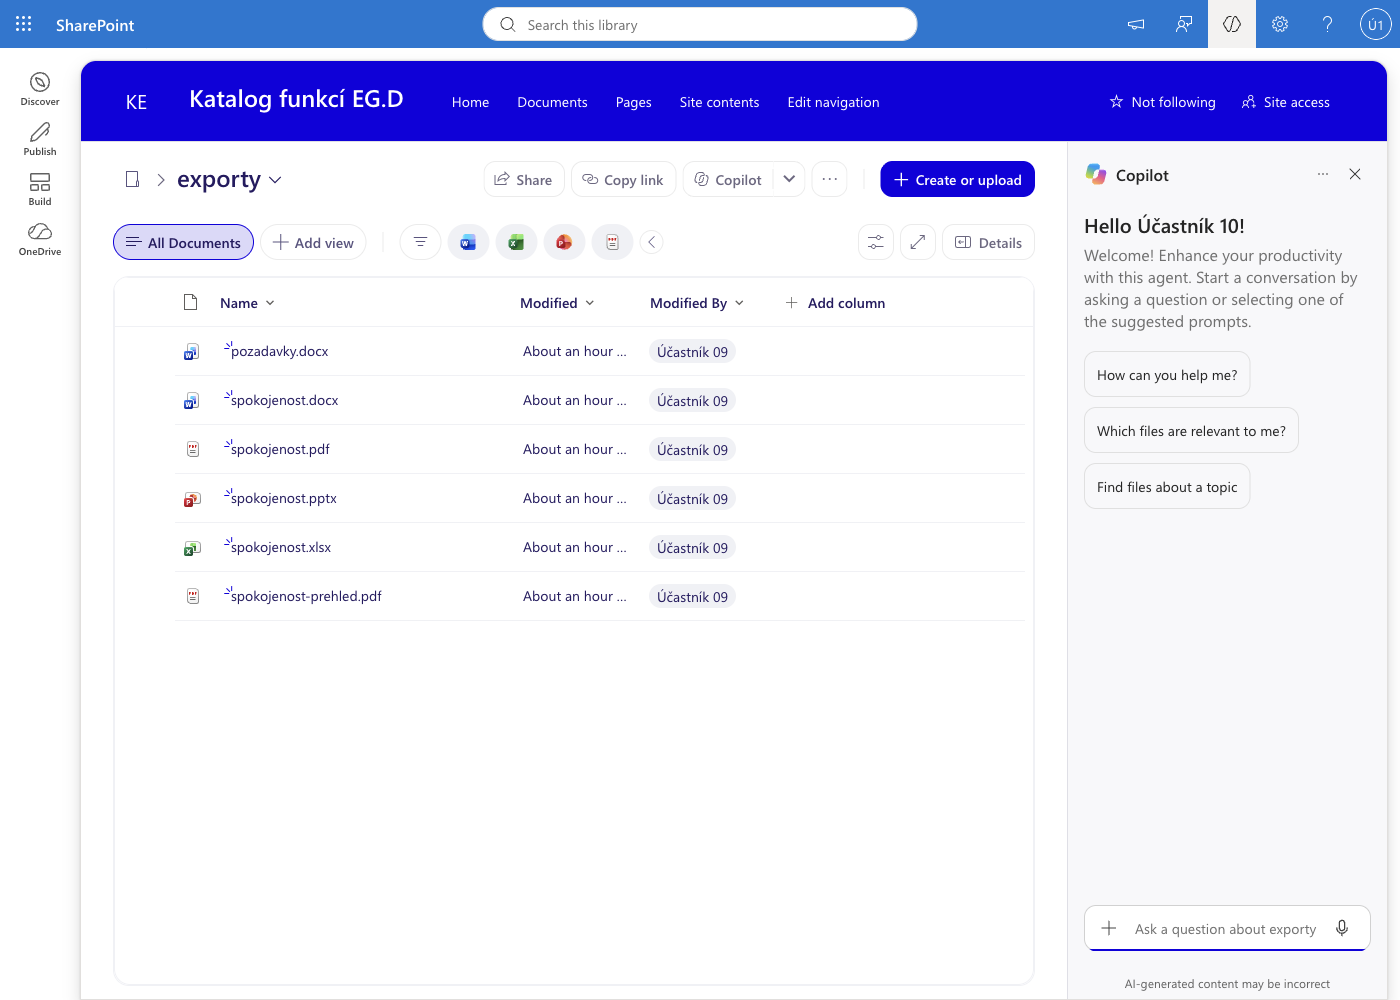 SharePoint
Search this library
Ú1
Discover
Publish
Build
OneDrive
KE
Katalog funkcí EG.D
Home
Documents
Pages
Site contents
Edit navigation
Not following
Site access
exporty
Share
Copy link
Copilot
Create or upload
All Documents
Add view
Details
Name
Modified
Modified By
Add column
pozadavky.docx
About an hour ...
Účastník 09
spokojenost.docx
About an hour ...
Účastník 09
spokojenost.pdf
About an hour ...
Účastník 09
spokojenost.pptx
About an hour ...
Účastník 09
spokojenost.xlsx
About an hour ...
Účastník 09
spokojenost-prehled.pdf
About an hour ...
Účastník 09
Copilot
Hello Účastník 10!
Welcome! Enhance your productivity
with this agent. Start a conversation by
asking a question or selecting one of
the suggested prompts.
How can you help me?
Which files are relevant to me?
Find files about a topic
Ask a question about exporty
AI-generated content may be incorrect